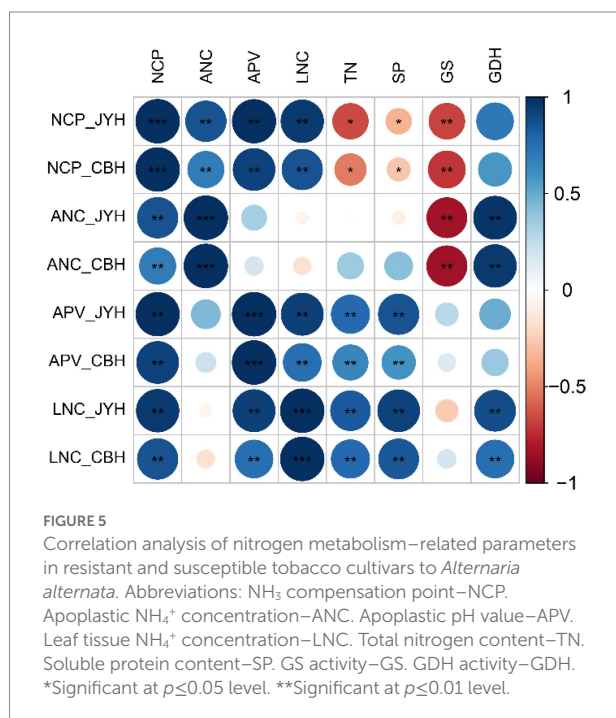 NCP ANC APV LNC TN SP GS GDH
NCP_JYH *** ** ** ** * * **
NCP_CBH *** ** ** ** * * **
ANC_JYH ** *** ** **
ANC_CBH ** *** ** **
APV_JYH ** *** ** ** **
APV_CBH ** *** ** ** **
LNC_JYH ** ** *** ** ** **
LNC_CBH ** ** *** ** ** **
1
0.5
0
−0.5
−1
FIGURE 5
Correlation analysis of nitrogen metabolism–related parameters
in resistant and susceptible tobacco cultivars to Alternaria
alternata. Abbreviations: NH₃ compensation point–NCP.
Apoplastic NH₄⁺ concentration–ANC. Apoplastic pH value–APV.
Leaf tissue NH₄⁺ concentration–LNC. Total nitrogen content–TN.
Soluble protein content–SP. GS activity–GS. GDH activity–GDH.
*Significant at p≤0.05 level. **Significant at p≤0.01 level.